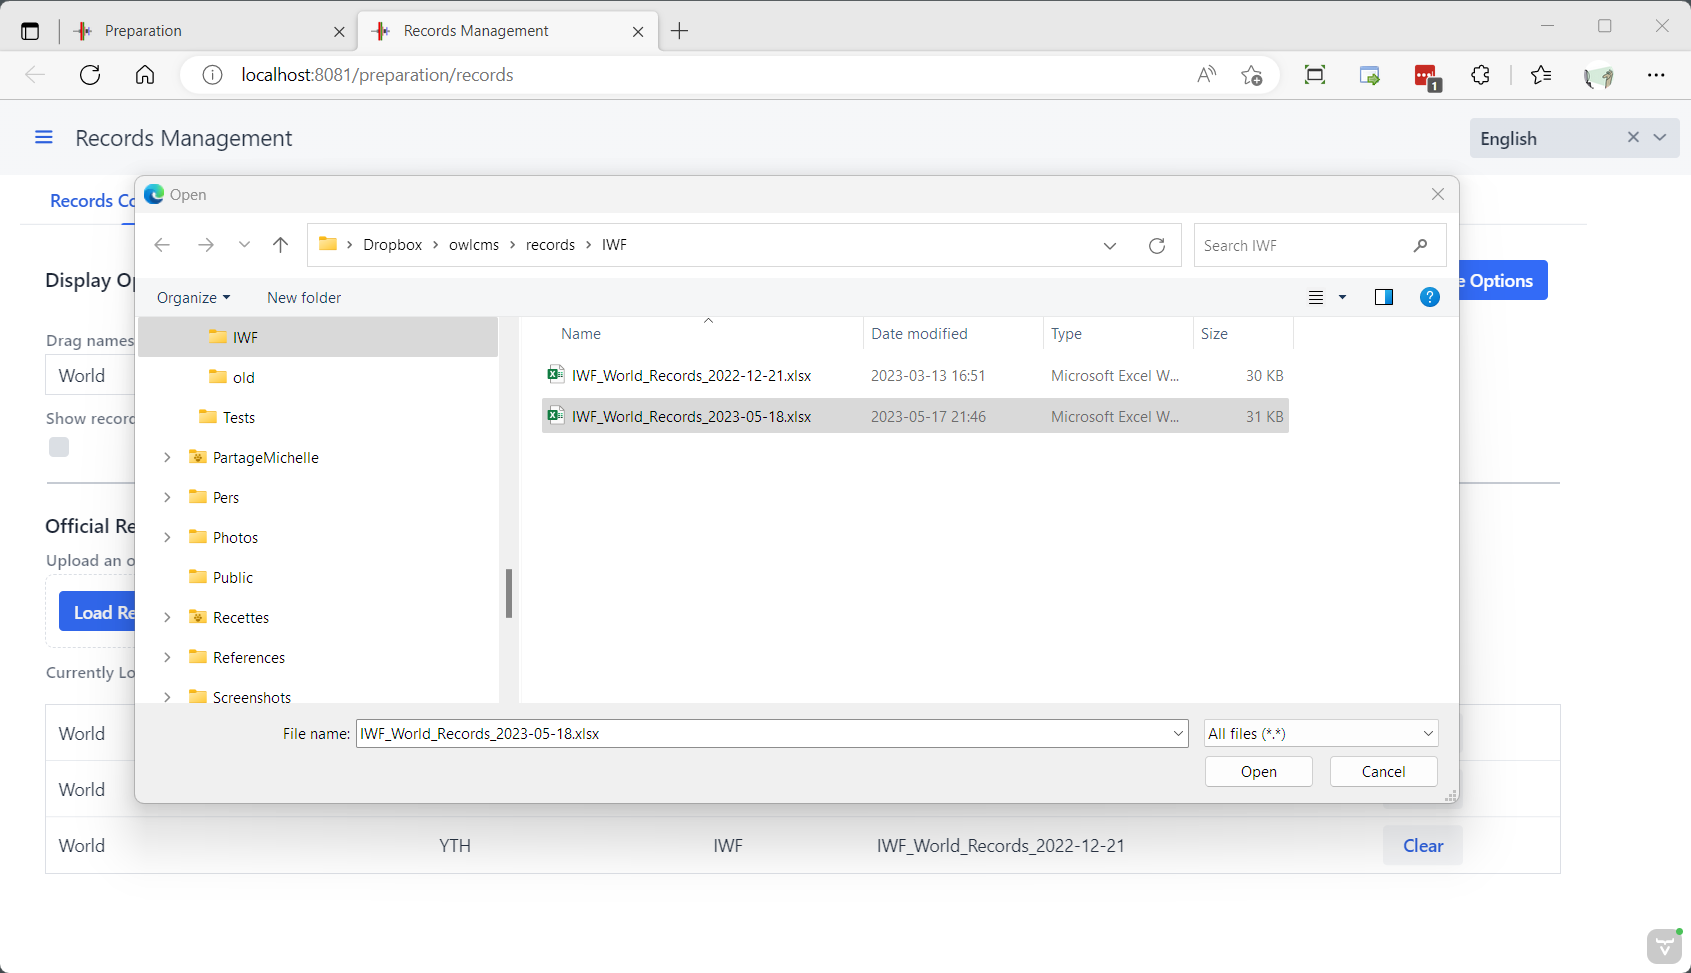 Preparation
Records Management
localhost:8081/preparation/records
1
Records Management
English
Records Co
Open
Dropbox > owlcms > records > IWF
Search IWF
Display Op
e Options
Organize
New folder
?
IWF
Name
Date modified
Type
Size
Drag names
World
old
IWF_World_Records_2022-12-21.xlsx
2023-03-13 16:51
Microsoft Excel W...
30 KB
Show record
Tests
IWF_World_Records_2023-05-18.xlsx
2023-05-17 21:46
Microsoft Excel W...
31 KB
PartageMichelle
Pers
Official Re
Photos
Upload an o
Public
Load Re
Recettes
References
Currently Lo
Screenshots
World
File name:
IWF_World_Records_2023-05-18.xlsx
All files (*.*)
Open
Cancel
World
World
YTH
IWF
IWF_World_Records_2022-12-21
Clear